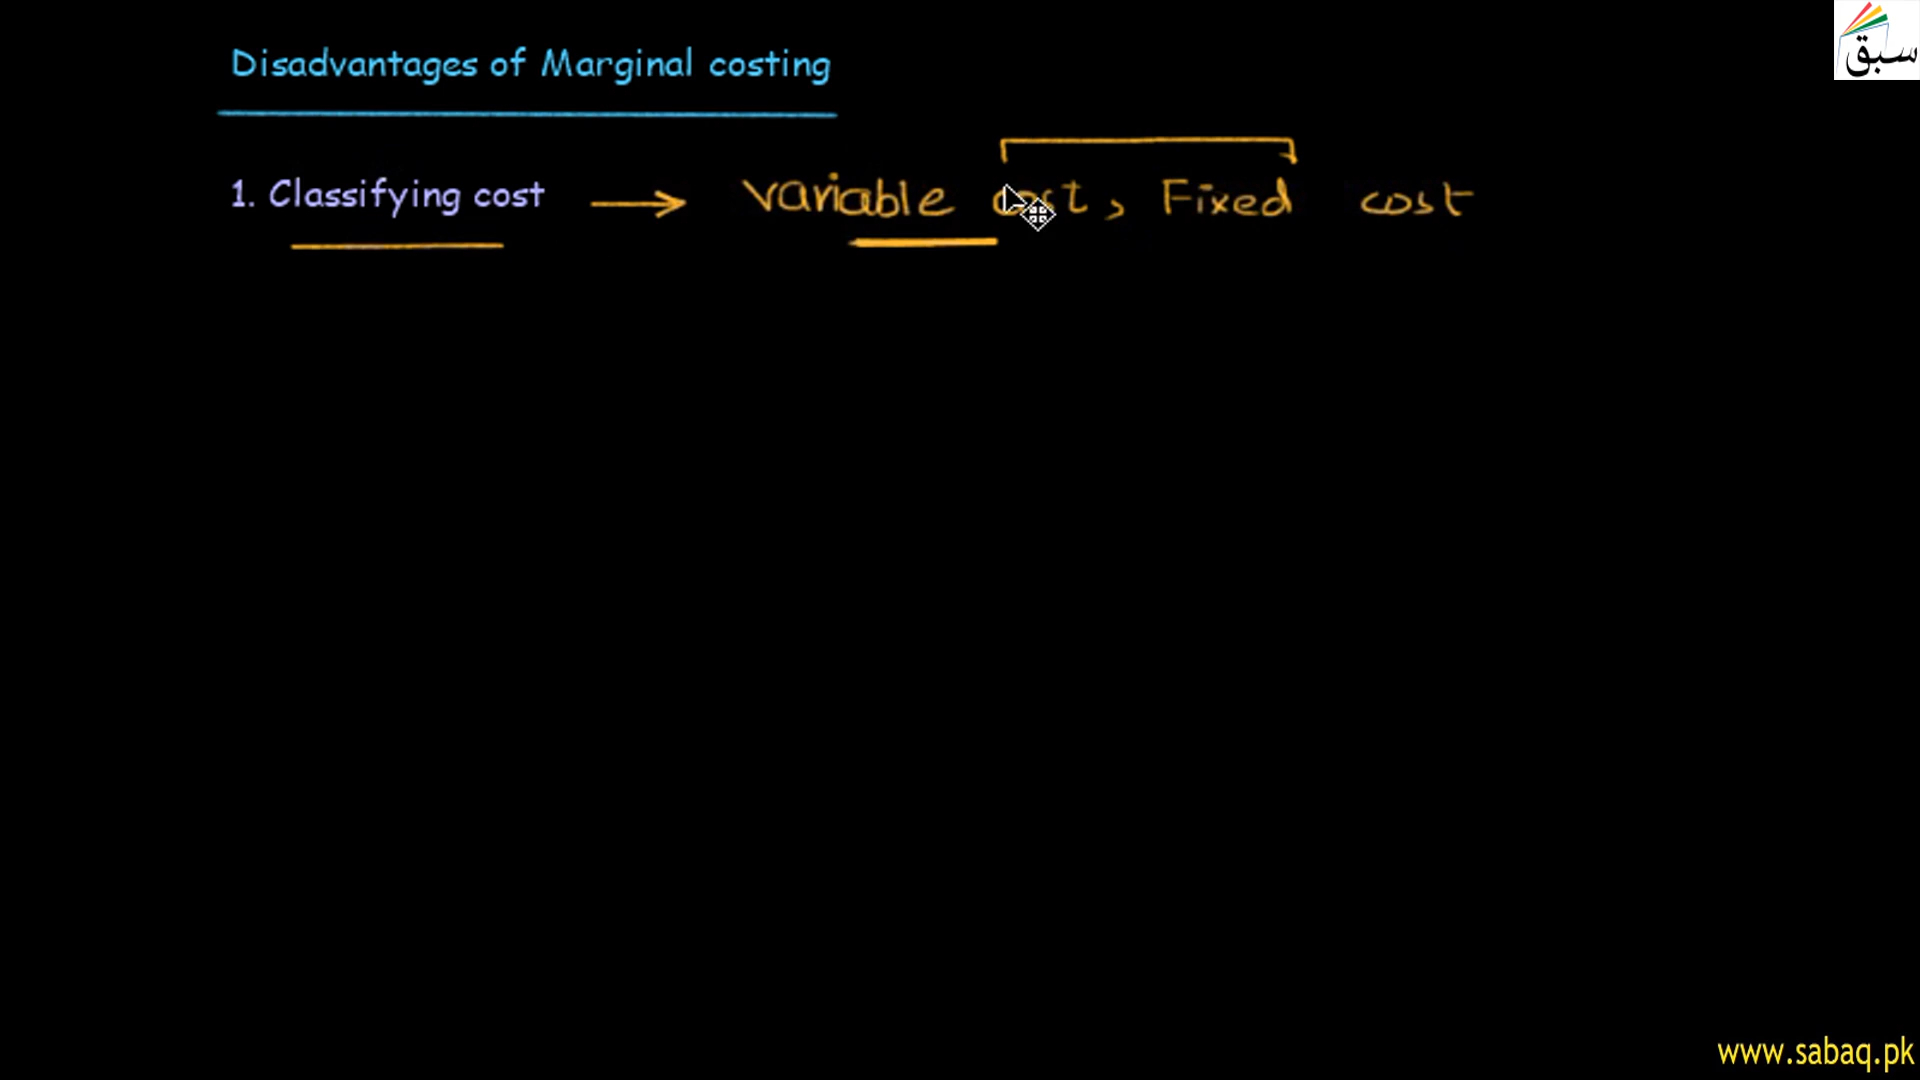 سبق
Disadvantages of Marginal costing
1. Classifying cost → Variable cost, Fixed cost
www.sabaq.pk